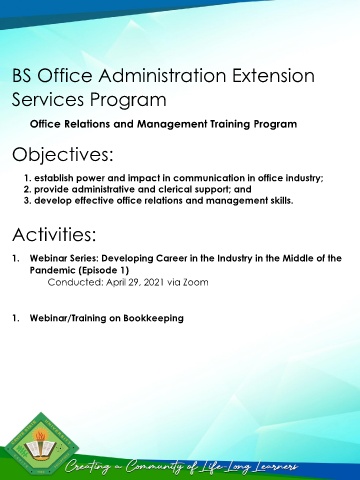 BS Office Administration Extension
Services Program
Office Relations and Management Training Program
Objectives:
1. establish power and impact in communication in office industry;
2. provide administrative and clerical support; and
3. develop effective office relations and management skills.
Activities:
1. Webinar Series: Developing Career in the Industry in the Middle of the
Pandemic (Episode 1)
Conducted: April 29, 2021 via Zoom
1. Webinar/Training on Bookkeeping
Creating a Community of Life-Long Learners